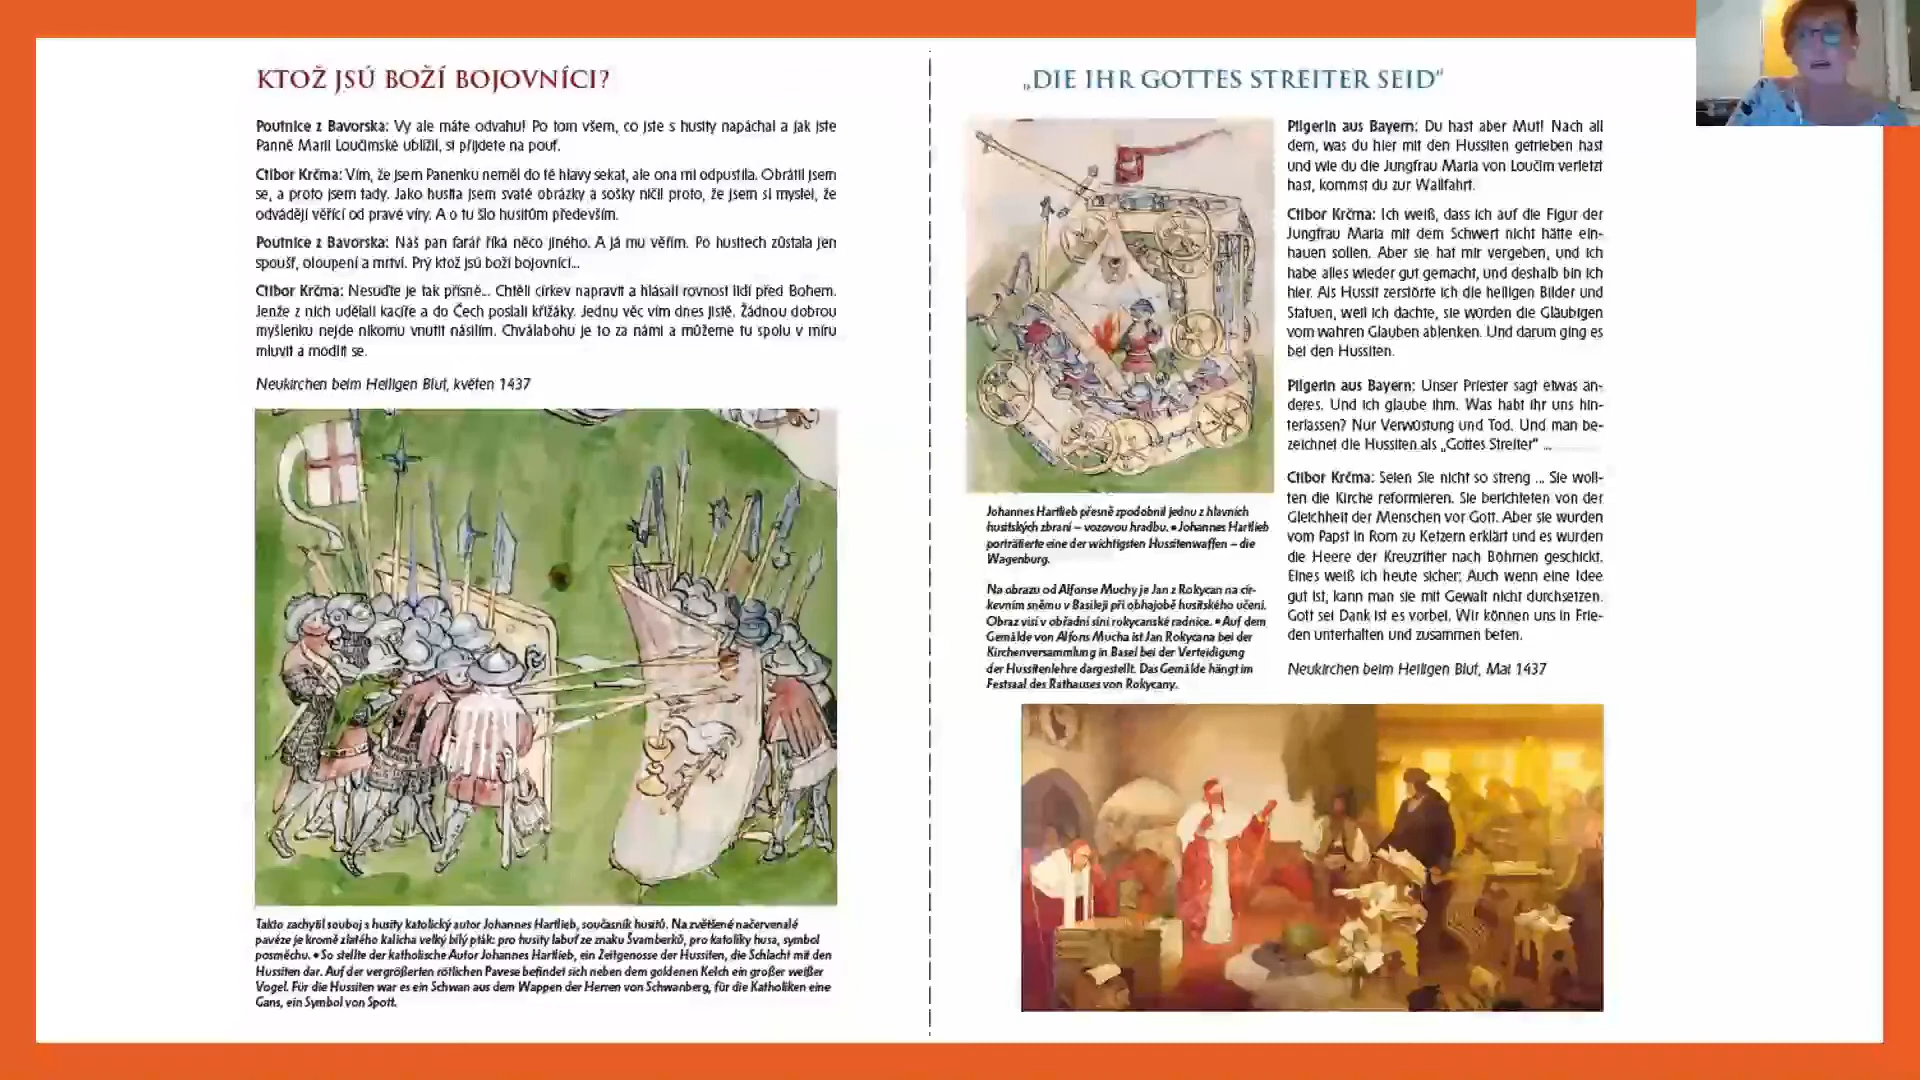 KTOŽ JSÚ BOŽÍ BOJOVNÍCI?
Poutnice z Bavorska: Vy ale máte odvahu! Po tom všem, co jste s husity napáchal a jak jste
Panně Marii Loučimské ublížil, si přijdete na pouť.
Ctibor Krčma: Vím, že jsem Panenku neměl do té hlavy sekat, ale ona mi odpustila. Obrátil jsem
se, a proto jsem tady. Jako husita jsem svaté obrázky a sošky ničil proto, že jsem si myslel, že
odvádějí věřící od pravé víry. A o tu šlo husitům především.
Poutnice z Bavorska: Náš pan farář říká něco jiného. A já mu věřím. Po husitech zůstala jen
spoušť, oloupení a mrtví. Prý ktož jsú boží bojovníci...
Ctibor Krčma: Nesuďte je tak přísně... Chtěli církev napravit a hlásali rovnost lidí před Bohem.
Jenže z nich udělali kacíře a do Čech poslali křižáky. Jednu věc vím dnes jistě. Žádnou dobrou
myšlenku nejde nikomu vnutit násilím. Chválabohu je to za námi a můžeme tu spolu v míru
mluvit a modlit se.
Neukirchen beim Heiligen Blut, květen 1437
Takto zachytil souboj s husity katolický autor Johannes Hartlieb, současník husitů. Na zvětšené načervenalé
pavéze je kromě zlatého kalicha velký bílý pták: pro husity labuť ze znaku Švamberků, pro katolíky husa, symbol
posměchu. • So stellte der katholische Autor Johannes Hartlieb, ein Zeitgenosse der Hussiten, die Schlacht mit den
Hussiten dar. Auf der vergrößerten rötlichen Pavese befindet sich neben dem goldenen Kelch ein großer weißer
Vogel. Für die Hussiten war es ein Schwan aus dem Wappen der Herren von Schwanberg, für die Katholiken eine
Gans, ein Symbol von Spott.
„DIE IHR GOTTES STREITER SEID“
Johannes Hartlieb přesně zpodobnil jednu z hlavních
husitských zbraní – vozovou hradbu. • Johannes Hartlieb
porträtierte eine der wichtigsten Hussitenwaffen – die
Wagenburg.
Na obrazu od Alfonse Muchy je Jan z Rokycan na cír-
kevním sněmu v Basileji při obhajobě husitského učení.
Obraz visí v obřadní síni rokycanské radnice. • Auf dem
Gemälde von Alfons Mucha ist Jan Rokycana bei der
Kirchenversammlung in Basel bei der Verteidigung
der Hussitenlehre dargestellt. Das Gemälde hängt im
Festsaal des Rathauses von Rokycany.
Pilgerin aus Bayern: Du hast aber Mut! Nach all
dem, was du hier mit den Hussiten getrieben hast
und wie du die Jungfrau Maria von Loučim verletzt
hast, kommst du zur Wallfahrt.
Ctibor Krčma: Ich weiß, dass ich auf die Figur der
Jungfrau Maria mit dem Schwert nicht hätte ein-
hauen sollen. Aber sie hat mir vergeben, und ich
habe alles wieder gut gemacht, und deshalb bin ich
hier. Als Hussit zerstörte ich die heiligen Bilder und
Statuen, weil ich dachte, sie würden die Gläubigen
vom wahren Glauben ablenken. Und darum ging es
bei den Hussiten.
Pilgerin aus Bayern: Unser Priester sagt etwas an-
deres. Und ich glaube ihm. Was habt ihr uns hin-
terlassen? Nur Verwüstung und Tod. Und man be-
zeichnet die Hussiten als „Gottes Streiter“ ...
Ctibor Krčma: Seien Sie nicht so streng ... Sie woll-
ten die Kirche reformieren. Sie berichteten von der
Gleichheit der Menschen vor Gott. Aber sie wurden
vom Papst in Rom zu Ketzern erklärt und es wurden
die Heere der Kreuzritter nach Böhmen geschickt.
Eines weiß ich heute sicher: Auch wenn eine Idee
gut ist, kann man sie mit Gewalt nicht durchsetzen.
Gott sei Dank ist es vorbei. Wir können uns in Frie-
den unterhalten und zusammen beten.
Neukirchen beim Heiligen Blut, Mai 1437